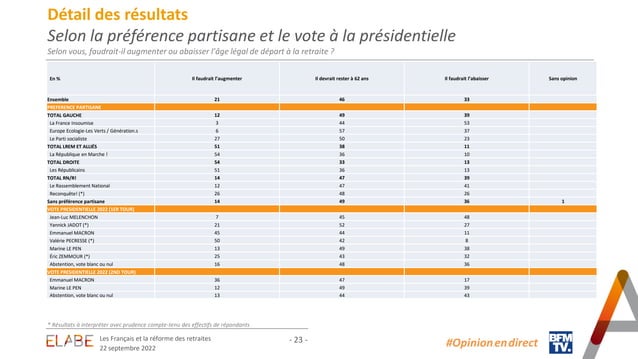 Détail des résultats
Selon la préférence partisane et le vote à la présidentielle
Selon vous, faudrait-il augmenter ou abaisser l'âge légal de départ à la retraite ?
En % Il faudrait l'augmenter Il devrait rester à 62 ans Il faudrait l'abaisser Sans opinion
Ensemble 21 46 33
PREFERENCE PARTISANE
TOTAL GAUCHE 12 49 39
La France Insoumise 3 44 53
Europe Ecologie-Les Verts / Génération.s 6 57 37
Le Parti socialiste 27 50 23
TOTAL LREM ET ALLIÉS 51 38 11
La République en Marche ! 54 36 10
TOTAL DROITE 54 33 13
Les Républicains 51 36 13
TOTAL RN/R! 14 47 39
Le Rassemblement National 12 47 41
Reconquête! (*) 26 48 26
Sans préférence partisane 14 49 36 1
VOTE PRESIDENTIELLE 2022 (1ER TOUR)
Jean-Luc MELENCHON 7 45 48
Yannick JADOT (*) 21 52 27
Emmanuel MACRON 45 44 11
Valérie PECRESSE (*) 50 42 8
Marine LE PEN 13 49 38
Éric ZEMMOUR (*) 25 43 32
Abstention, vote blanc ou nul 16 48 36
VOTE PRESIDENTIELLE 2022 (2ND TOUR)
Emmanuel MACRON 36 47 17
Marine LE PEN 12 49 39
Abstention, vote blanc ou nul 13 44 43
* Résultats à interpréter avec prudence compte-tenu des effectifs de répondants
ELABE
Les Français et la réforme des retraites
22 septembre 2022
- 23 -
#Opinion en direct
BFM
TV.